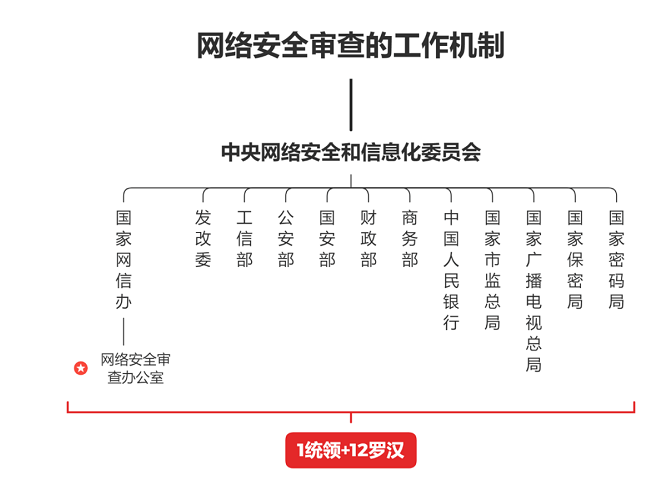 网络安全审查的工作机制
中央网络安全和信息化委员会
国家网信办
发改委
工信部
公安部
国安部
财政部
商务部
中国人民银行
国家市监总局
国家广播电视总局
国家保密局
国家密码局
网络安全审
查办公室
1统领+12罗汉